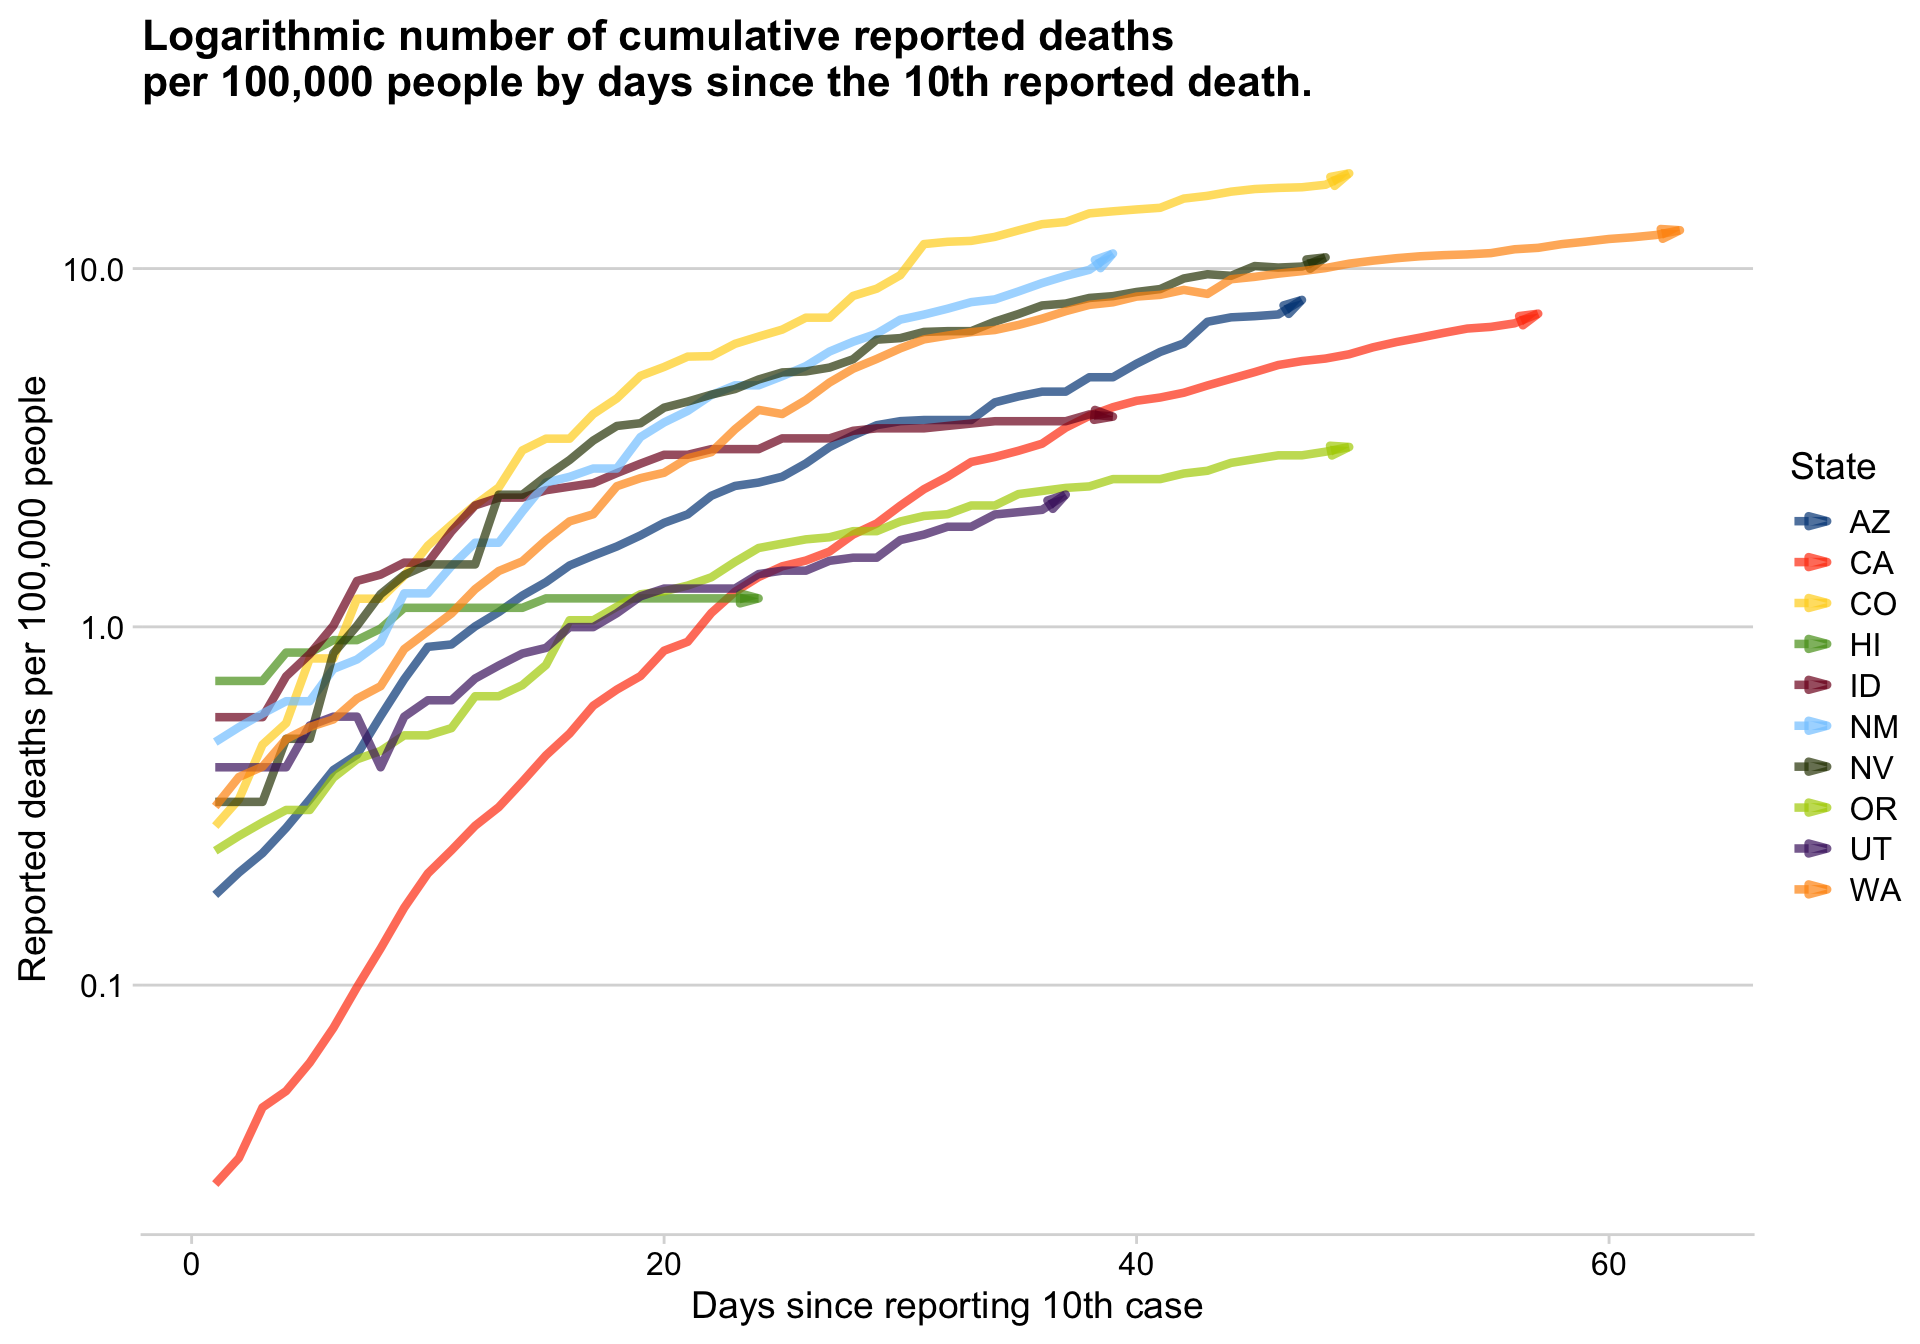 Logarithmic number of cumulative reported deaths
per 100,000 people by days since the 10th reported death.
Reported deaths per 100,000 people
10.0
1.0
0.1
0
20
40
60
Days since reporting 10th case
State
AZ
CA
CO
HI
ID
NM
NV
OR
UT
WA